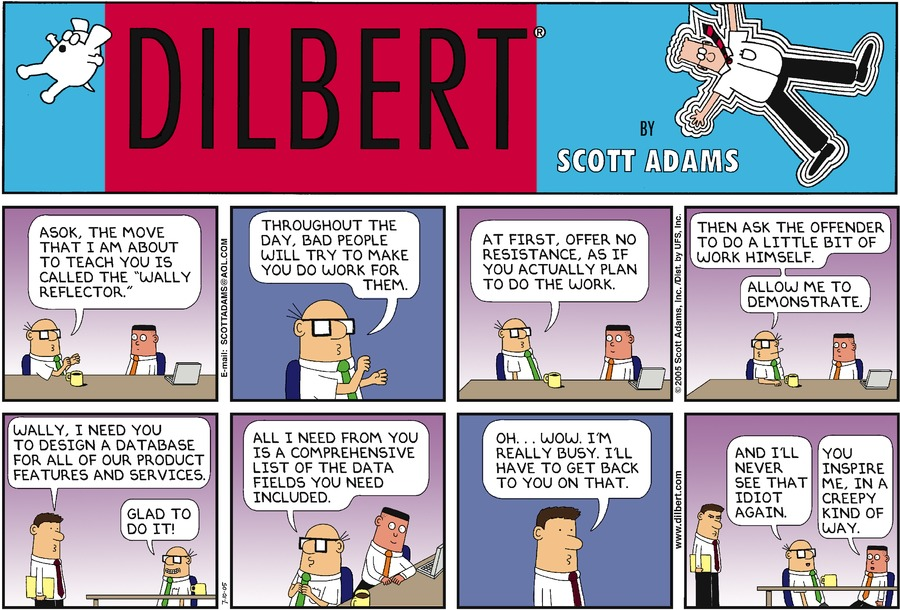 DILBERT®
BY
SCOTT ADAMS
ASOK, THE MOVE
THAT I AM ABOUT
TO TEACH YOU IS
CALLED THE "WALLY
REFLECTOR."
E-mail: SCOTTADAMS@AOL.COM
THROUGHOUT THE
DAY, BAD PEOPLE
WILL TRY TO MAKE
YOU DO WORK FOR
THEM.
AT FIRST, OFFER NO
RESISTANCE, AS IF
YOU ACTUALLY PLAN
TO DO THE WORK.
© 2005 Scott Adams, Inc./Dist. by UFS, Inc.
THEN ASK THE OFFENDER
TO DO A LITTLE BIT OF
WORK HIMSELF.
ALLOW ME TO
DEMONSTRATE.
WALLY, I NEED YOU
TO DESIGN A DATABASE
FOR ALL OF OUR PRODUCT
FEATURES AND SERVICES.
GLAD TO
DO IT!
7-10-05
ALL I NEED FROM YOU
IS A COMPREHENSIVE
LIST OF THE DATA
FIELDS YOU NEED
INCLUDED.
OH... WOW. I'M
REALLY BUSY. I'LL
HAVE TO GET BACK
TO YOU ON THAT.
www.dilbert.com
AND I'LL
NEVER
SEE THAT
IDIOT
AGAIN.
YOU
INSPIRE
ME, IN A
CREEPY
KIND OF
WAY.